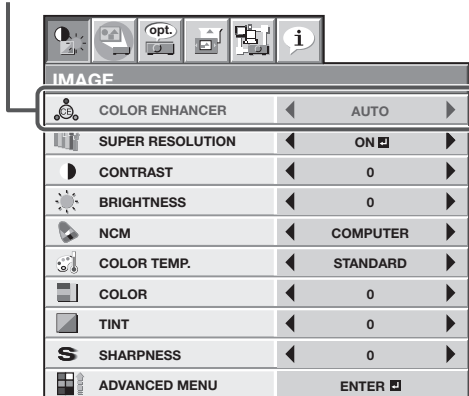 opt.
i
IMAGE
CE COLOR ENHANCER AUTO
SUPER RESOLUTION ON
CONTRAST 0
BRIGHTNESS 0
NCM COMPUTER
COLOR TEMP. STANDARD
COLOR 0
TINT 0
S SHARPNESS 0
ADVANCED MENU ENTER